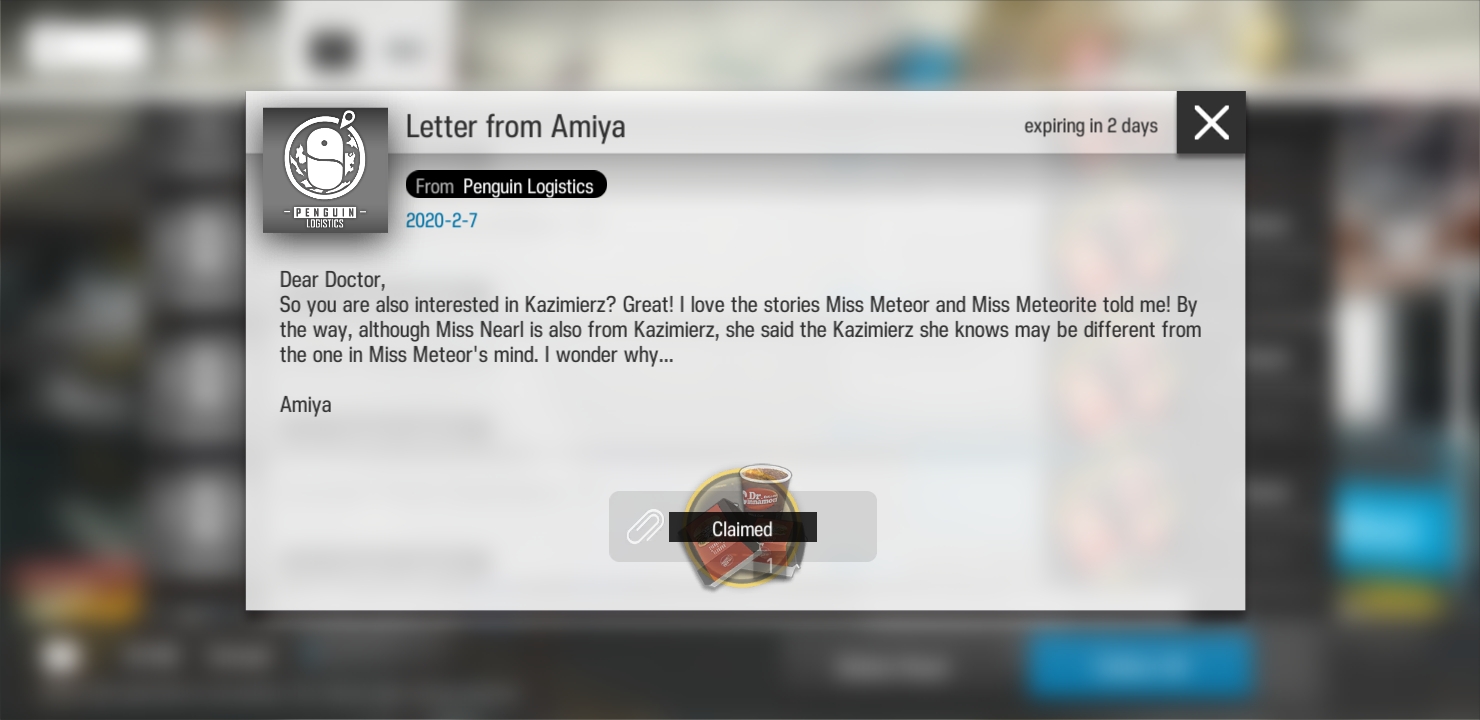 Letter from Amiya
expiring in 2 days
From Penguin Logistics
2020-2-7
PENGUIN
LOGISTICS
Dear Doctor,
So you are also interested in Kazimierz? Great! I love the stories Miss Meteor and Miss Meteorite told me! By
the way, although Miss Nearl is also from Kazimierz, she said the Kazimierz she knows may be different from
the one in Miss Meteor's mind. I wonder why...
Amiya
Dr.
Claimed
1